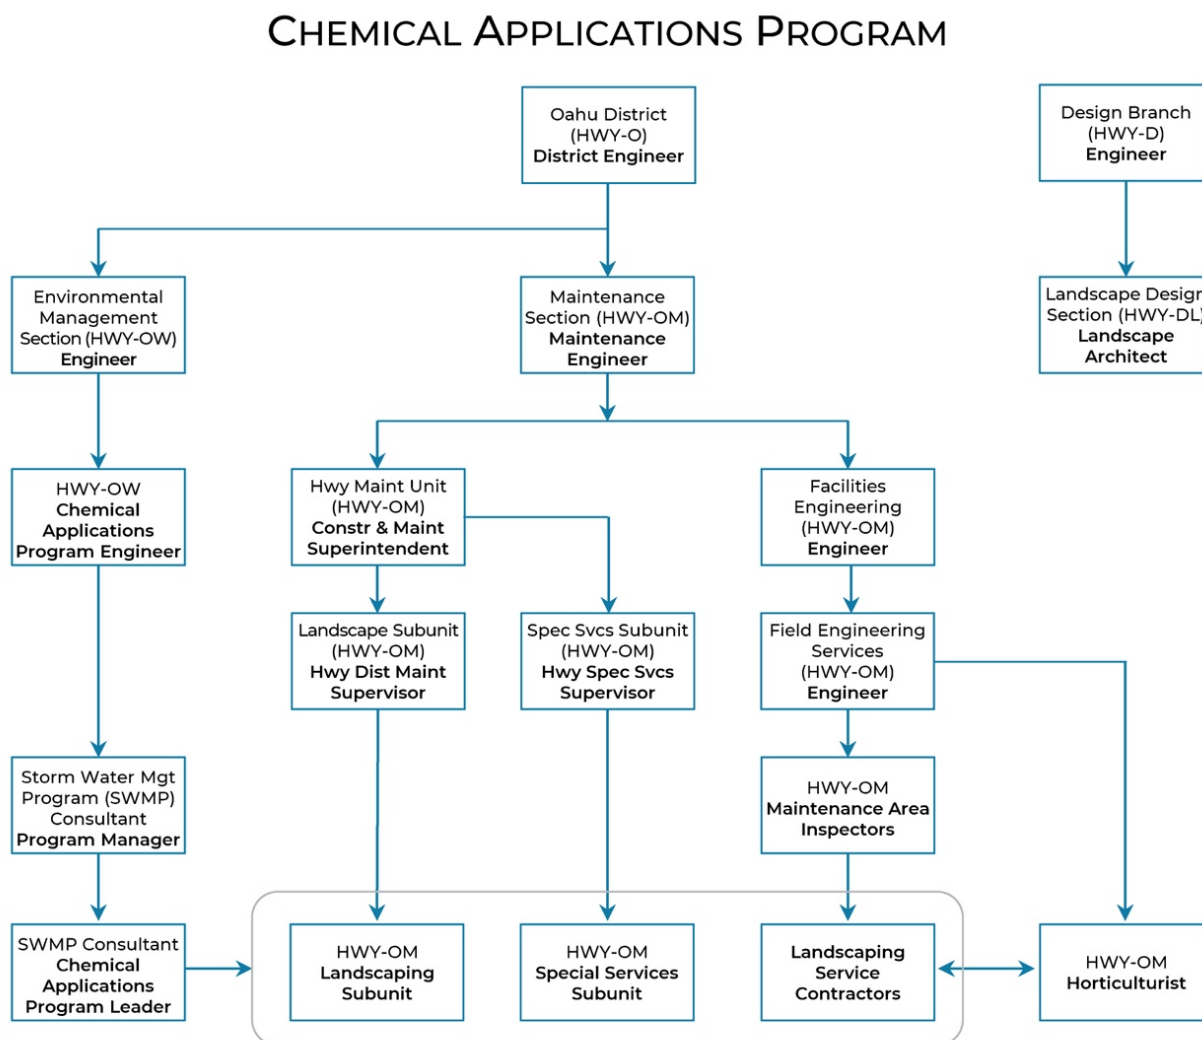 CHEMICAL APPLICATIONS PROGRAM
Oahu District
(HWY-O)
District Engineer
Design Branch
(HWY-D)
Engineer
Environmental
Management
Section (HWY-OW)
Engineer
Maintenance
Section (HWY-OM)
Maintenance
Engineer
Landscape Design
Section (HWY-DL)
Landscape
Architect
HWY-OW
Chemical
Applications
Program Engineer
Hwy Maint Unit
(HWY-OM)
Constr & Maint
Superintendent
Facilities
Engineering
(HWY-OM)
Engineer
Landscape Subunit
(HWY-OM)
Hwy Dist Maint
Supervisor
Spec Svcs Subunit
(HWY-OM)
Hwy Spec Svcs
Supervisor
Field Engineering
Services
(HWY-OM)
Engineer
Storm Water Mgt
Program (SWMP)
Consultant
Program Manager
HWY-OM
Maintenance Area
Inspectors
SWMP Consultant
Chemical
Applications
Program Leader
HWY-OM
Landscaping
Subunit
HWY-OM
Special Services
Subunit
Landscaping
Service
Contractors
HWY-OM
Horticulturist